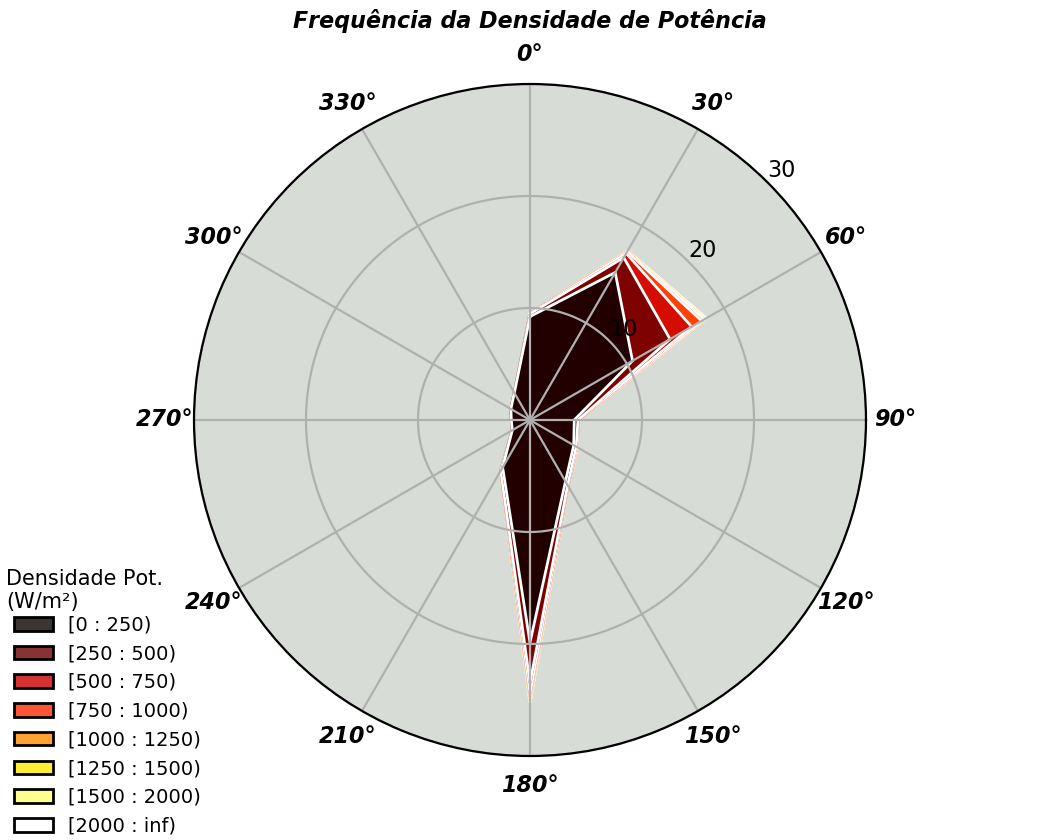 Frequência da Densidade de Potência
0°
330°
30°
30
300°
60°
20
10
270°
90°
240°
120°
210°
150°
180°
Densidade Pot.
(W/m²)
[0 : 250)
[250 : 500)
[500 : 750)
[750 : 1000)
[1000 : 1250)
[1250 : 1500)
[1500 : 2000)
[2000 : inf)